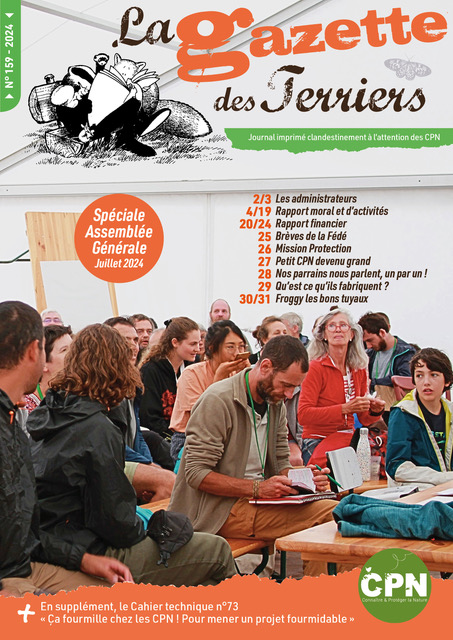 N°159 - 2024
La gazette
des Terriers
Journal imprimé clandestinement à l'attention des CPN
Spéciale
Assemblée
Générale
Juillet 2024
2/3 Les administrateurs
4/19 Rapport moral et d'activités
20/24 Rapport financier
25 Brèves de la Fédé
26 Mission Protection
27 Petit CPN devenu grand
28 Nos parrains nous parlent, un par un !
29 Qu'est ce qu'ils fabriquent ?
30/31 Froggy les bons tuyaux
CPN
Connaître & Protéger la Nature
+ En supplément, le Cahier technique n°73
« Ça fourmille chez les CPN ! Pour mener un projet fourmidable »